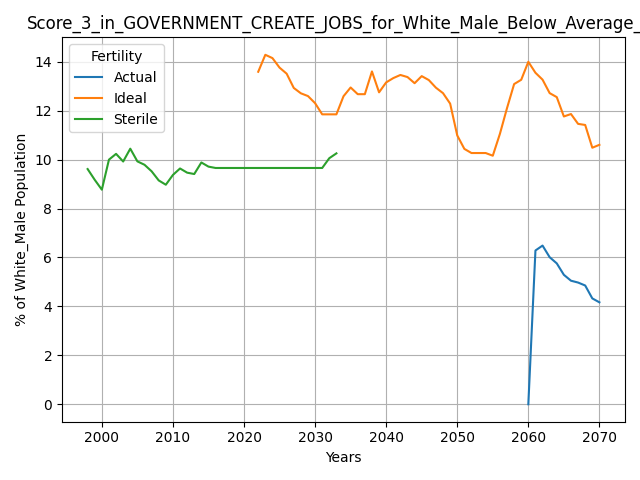 Score_3_in_GOVERNMENT_CREATE_JOBS_for_White_Male_Below_Average_
Fertility
Actual
Ideal
Sterile
% of White_Male Population
14
12
10
8
6
4
2
0
2000 2010 2020 2030 2040 2050 2060 2070
Years